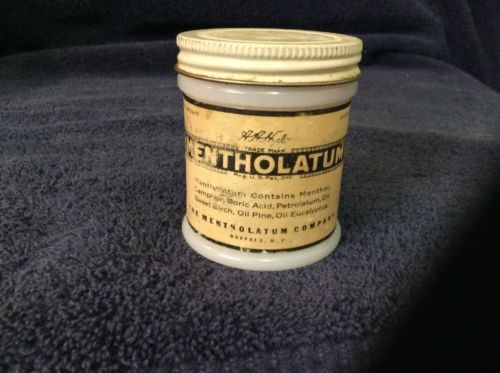 TRADE MARK
MENTHOLATUM
Reg. U.S. Pat. Off.
Mentholatum Contains Menthol,
Camphor, Boric Acid, Petrolatum, Oil
Sweet Birch, Oil Pine, Oil Eucalyptus.
THE MENTHOLATUM COMPANY
BUFFALO, N.Y.